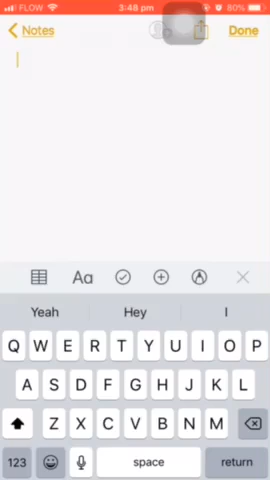 FLOW 3:48 pm 80%
Notes Done
Aa
Yeah Hey I
Q W E R T Y U I O P
A S D F G H J K L
Z X C V B N M
123 space return